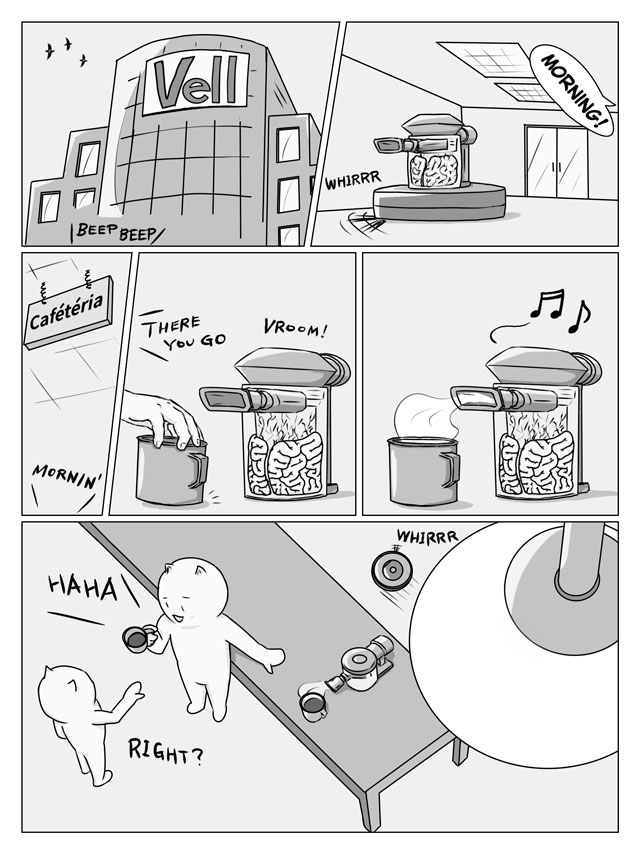 Vell
BEEP BEEP
MORNING!
WHIRRR
Cafétéria
MORNIN'
THERE
YOU GO
VROOM!
WHIRRR
HAHA
RIGHT?